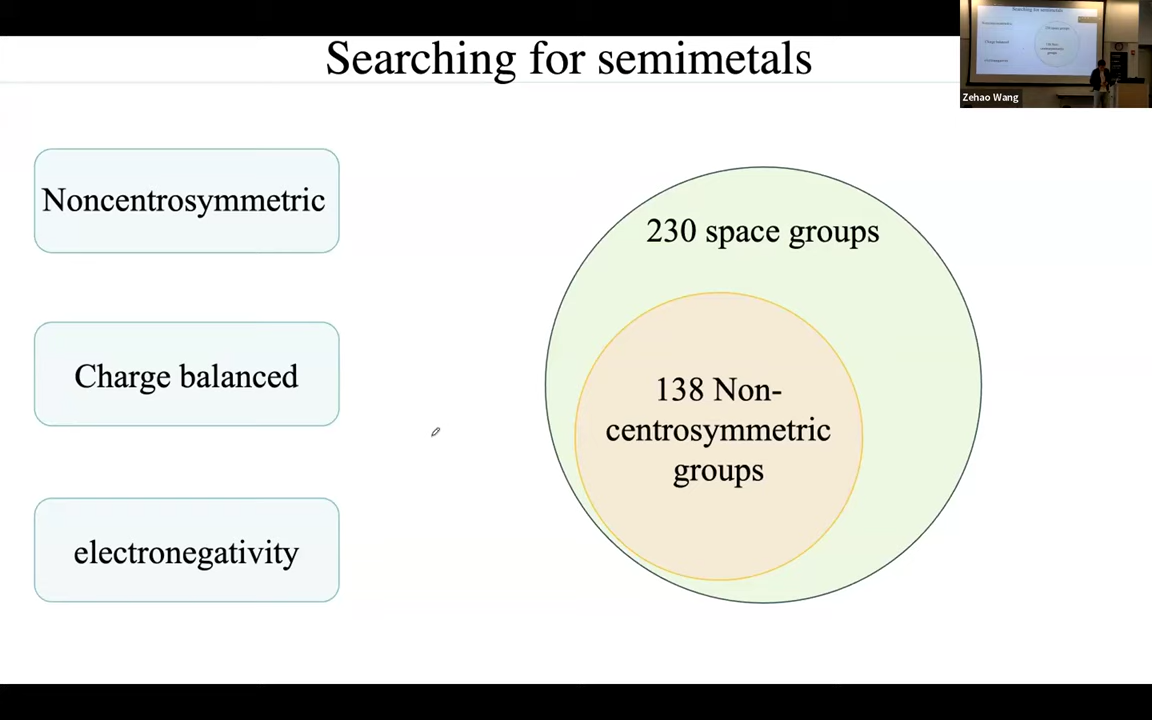 Searching for semimetals
Zehao Wang
Noncentrosymmetric
230 space groups
Charge balanced
138 Non-
centrosymmetric
groups
electronegativity